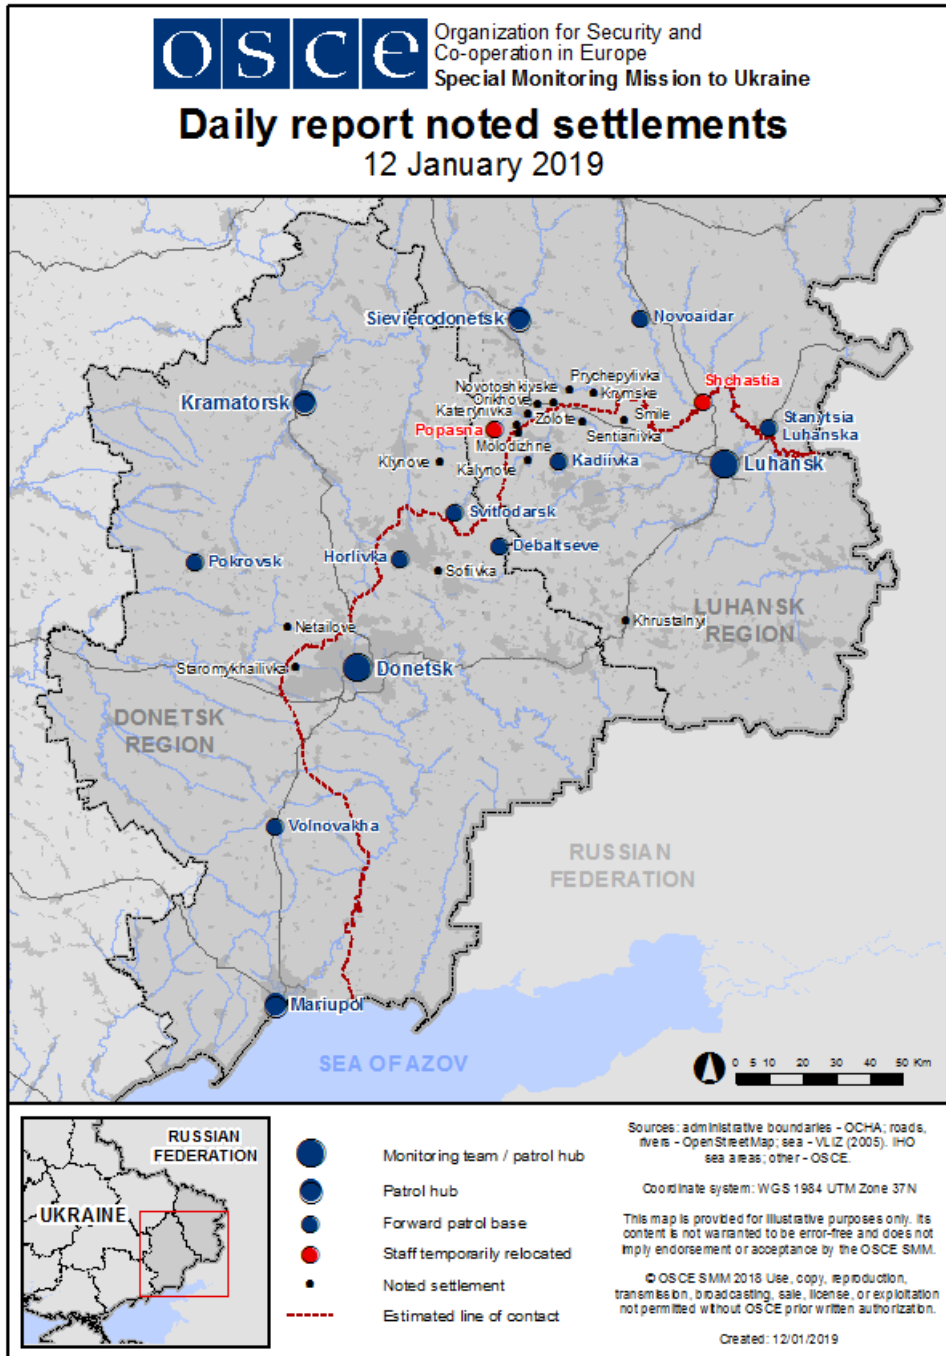 OSCE
Organization for Security and
Co-operation in Europe
Special Monitoring Mission to Ukraine
Daily report noted settlements
12 January 2019
Sievierodonetsk
Novoaidar
Kramatorsk
Novotoshkivske
Prychepylivka
Shchastia
Orikhove
Krymske
Katerynivka
Zolote
Smile
Stanytsia
Luhanska
Popasna
Sentianivka
Molodizhne
Klynove
Kalynove
Kadiivka
Luhansk
Svitlodarsk
Debaltseve
Pokrovsk
Horlivka
Sofiivka
LUHANSK
REGION
Khrustalnyi
Netailove
Staromykhailivka
Donetsk
DONETSK
REGION
Volnovakha
RUSSIAN
FEDERATION
Mariupol
SEA OF AZOV
0 5 10 20 30 40 50 Km
RUSSIAN
FEDERATION
UKRAINE
Monitoring team / patrol hub
Patrol hub
Forward patrol base
Staff temporarily relocated
Noted settlement
Estimated line of contact
Sources: administrative boundaries - OCHA; roads,
rivers - OpenStreetMap; sea - VLIZ (2005). IHO
sea areas; other - OSCE.
Coordinate system: WGS 1984 UTM Zone 37N
This map is provided for illustrative purposes only. Its
content is not warranted to be error-free and does not
imply endorsement or acceptance by the OSCE SMM.
© OSCE SMM 2018 Use, copy, reproduction,
transmission, broadcasting, sale, license, or exploitation
not permitted without OSCE prior written authorization.
Created: 12/01/2019